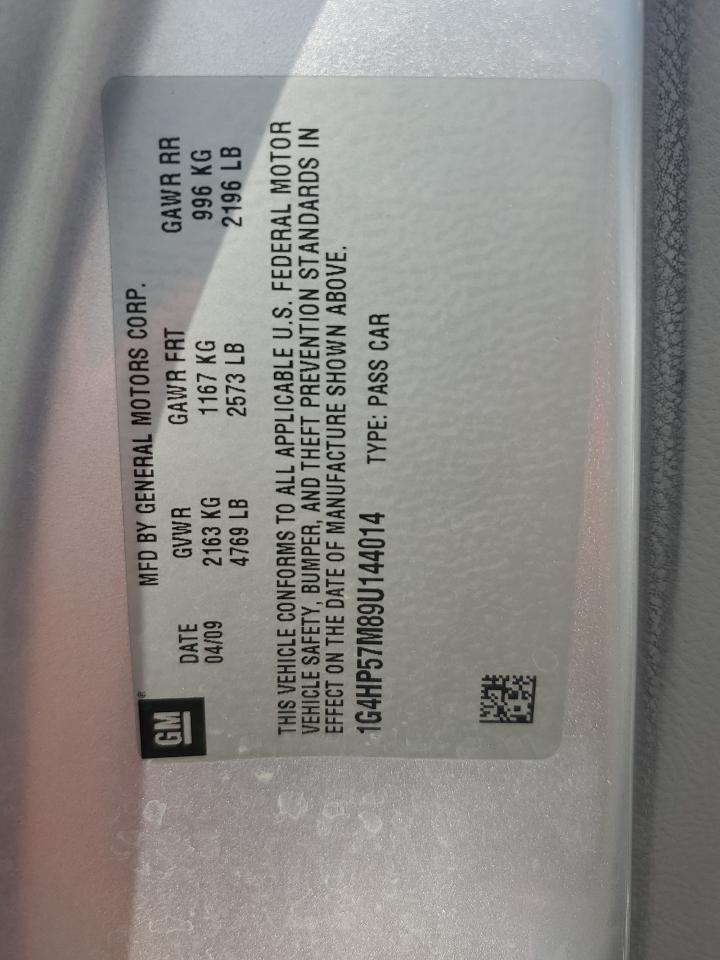 GM®
MFD BY GENERAL MOTORS CORP.
DATE GVWR GAWR FRT GAWR RR
04/09 2163 KG 1167 KG 996 KG
4769 LB 2573 LB 2196 LB
THIS VEHICLE CONFORMS TO ALL APPLICABLE U.S. FEDERAL MOTOR
VEHICLE SAFETY, BUMPER, AND THEFT PREVENTION STANDARDS IN
EFFECT ON THE DATE OF MANUFACTURE SHOWN ABOVE.
1G4HP57M89U144014 TYPE: PASS CAR